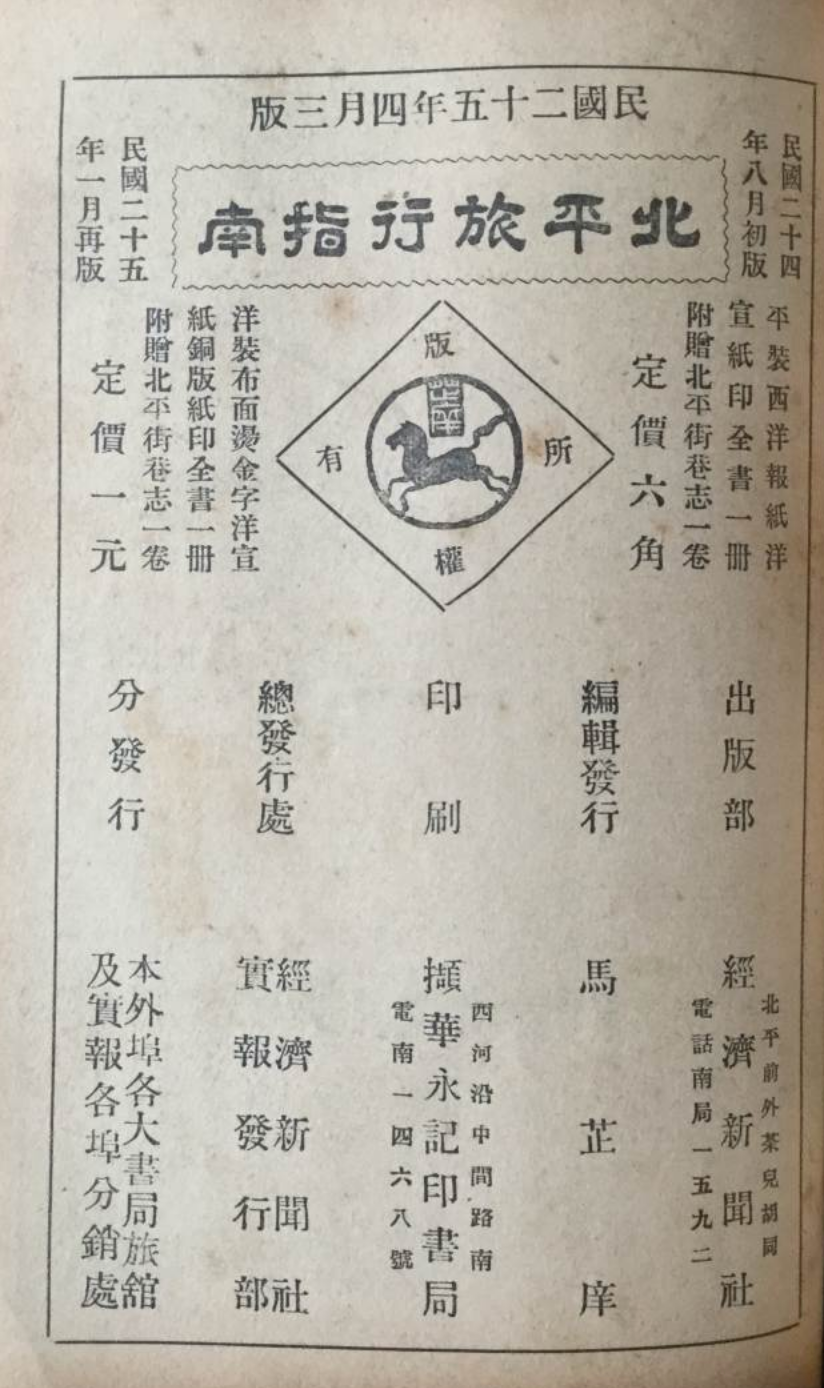 民國二十五年四月三版
民國二十四
年八月初版
北平旅行指南
民國二十五
年一月再版
平裝西洋報紙洋
宣紙印全書一冊
附贈北平街巷志一卷
定價六角
版權所有
洋裝布面燙金字洋宣
紙銅版紙印全書一冊
附贈北平街巷志一卷
定價一元
出版部
北平前外茶兒胡同
經濟新聞社
電話南局一五九二
編輯發行
馬芷庠
印刷
西河沿中間路南
擷華永記印書局
電南一四六八號
總發行處
經濟新聞社
實報發行部
分發行
本外埠各大書局旅舘
及實報各埠分銷處